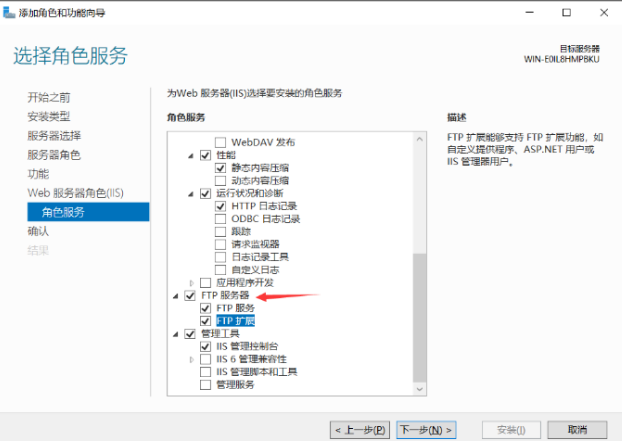 添加角色和功能向导
选择角色服务
目标服务器
WIN-E0IL8HMPBKU
开始之前
安装类型
服务器选择
服务器角色
功能
Web 服务器角色(IIS)
角色服务
确认
结果
为Web 服务器(IIS)选择要安装的角色服务
角色服务
WebDAV 发布
性能
静态内容压缩
动态内容压缩
运行状况和诊断
HTTP 日志记录
ODBC 日志记录
跟踪
请求监视器
日志记录工具
自定义日志
应用程序开发
FTP 服务器
FTP 服务
FTP 扩展
管理工具
IIS 管理控制台
IIS 6 管理兼容性
IIS 管理脚本和工具
管理服务
描述
FTP 扩展能够支持 FTP 扩展功能，如
自定义提供程序、ASP.NET 用户或
IIS 管理器用户。
< 上一步(P)
下一步(N) >
安装(I)
取消